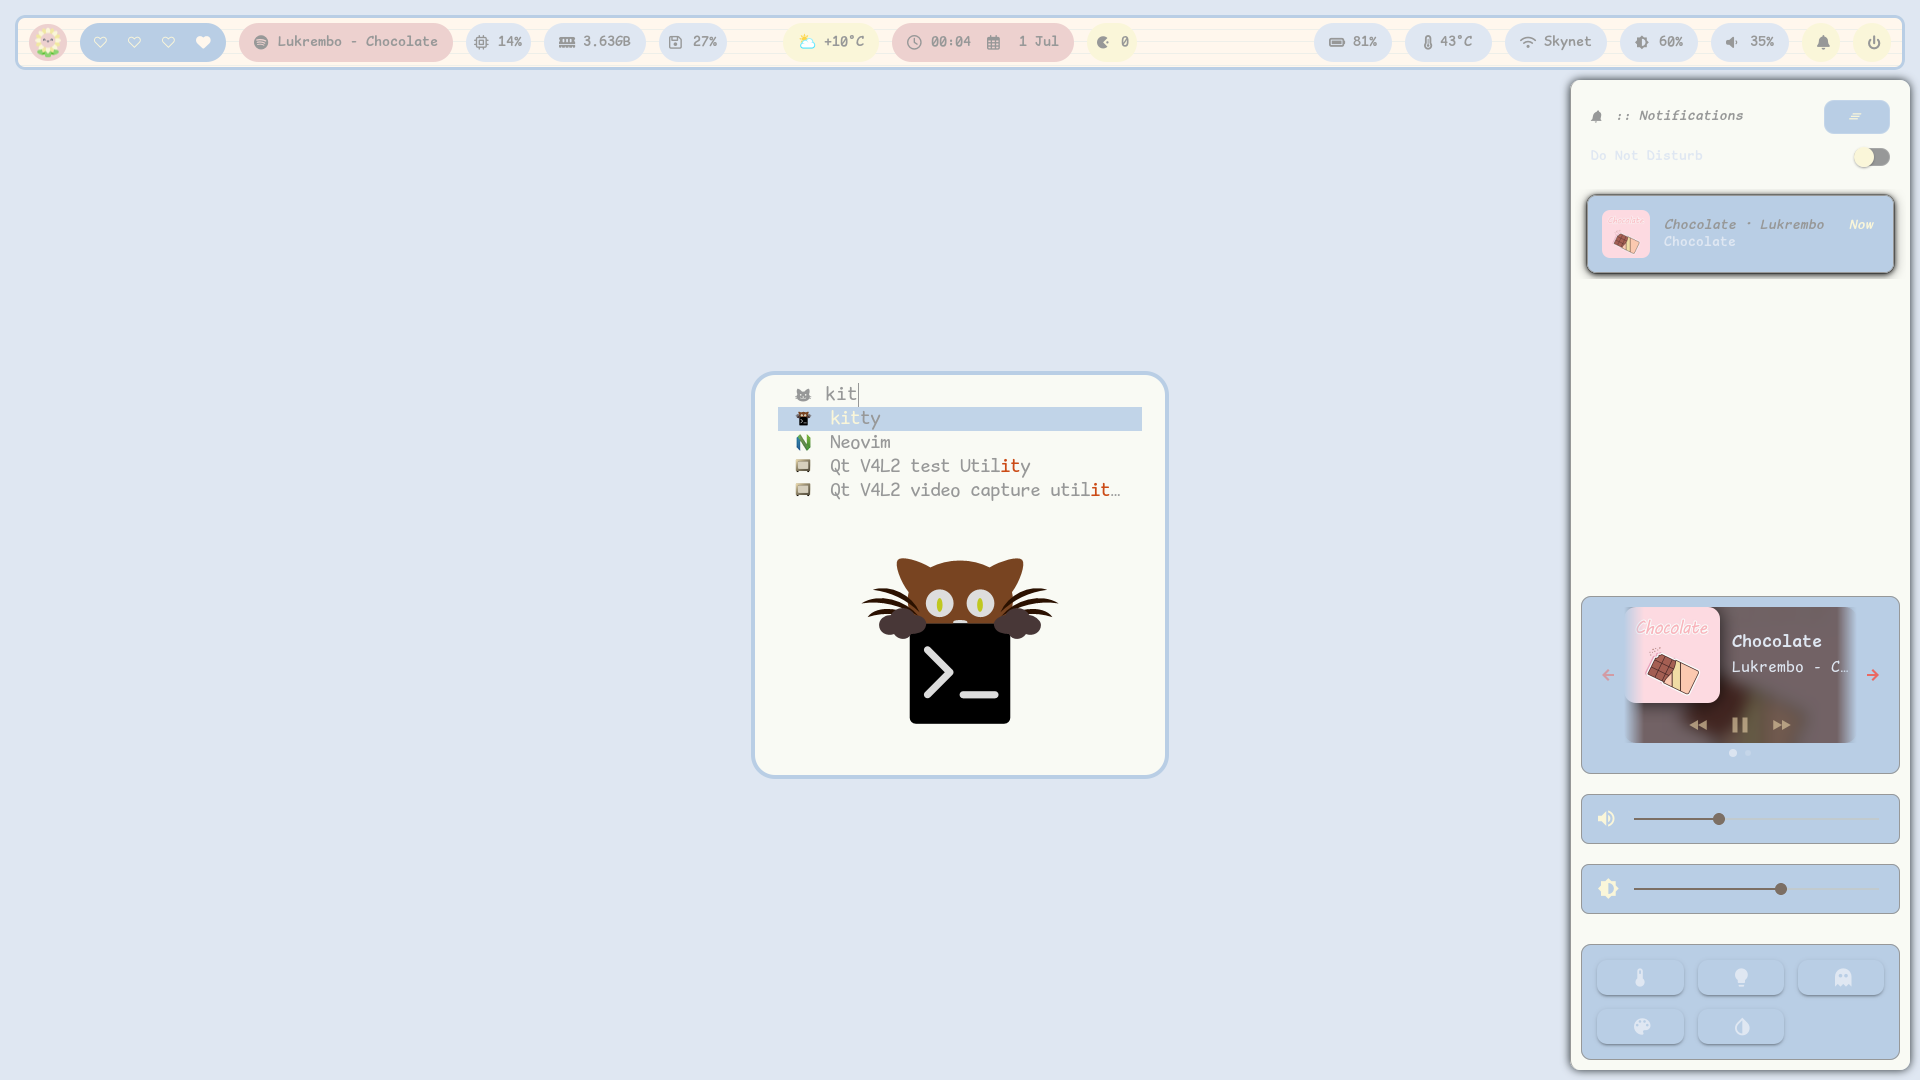 Lukrembo - Chocolate 14% 3.63GB 27% +10°C 00:04 1 Jul 0 81% 43°C Skynet 60% 35%
:: Notifications
Do Not Disturb
Chocolate · Lukrembo Now
Chocolate
kit
kitty
Neovim
Qt V4L2 test Utility
Qt V4L2 video capture utilit…
Chocolate
Chocolate
Lukrembo - C…